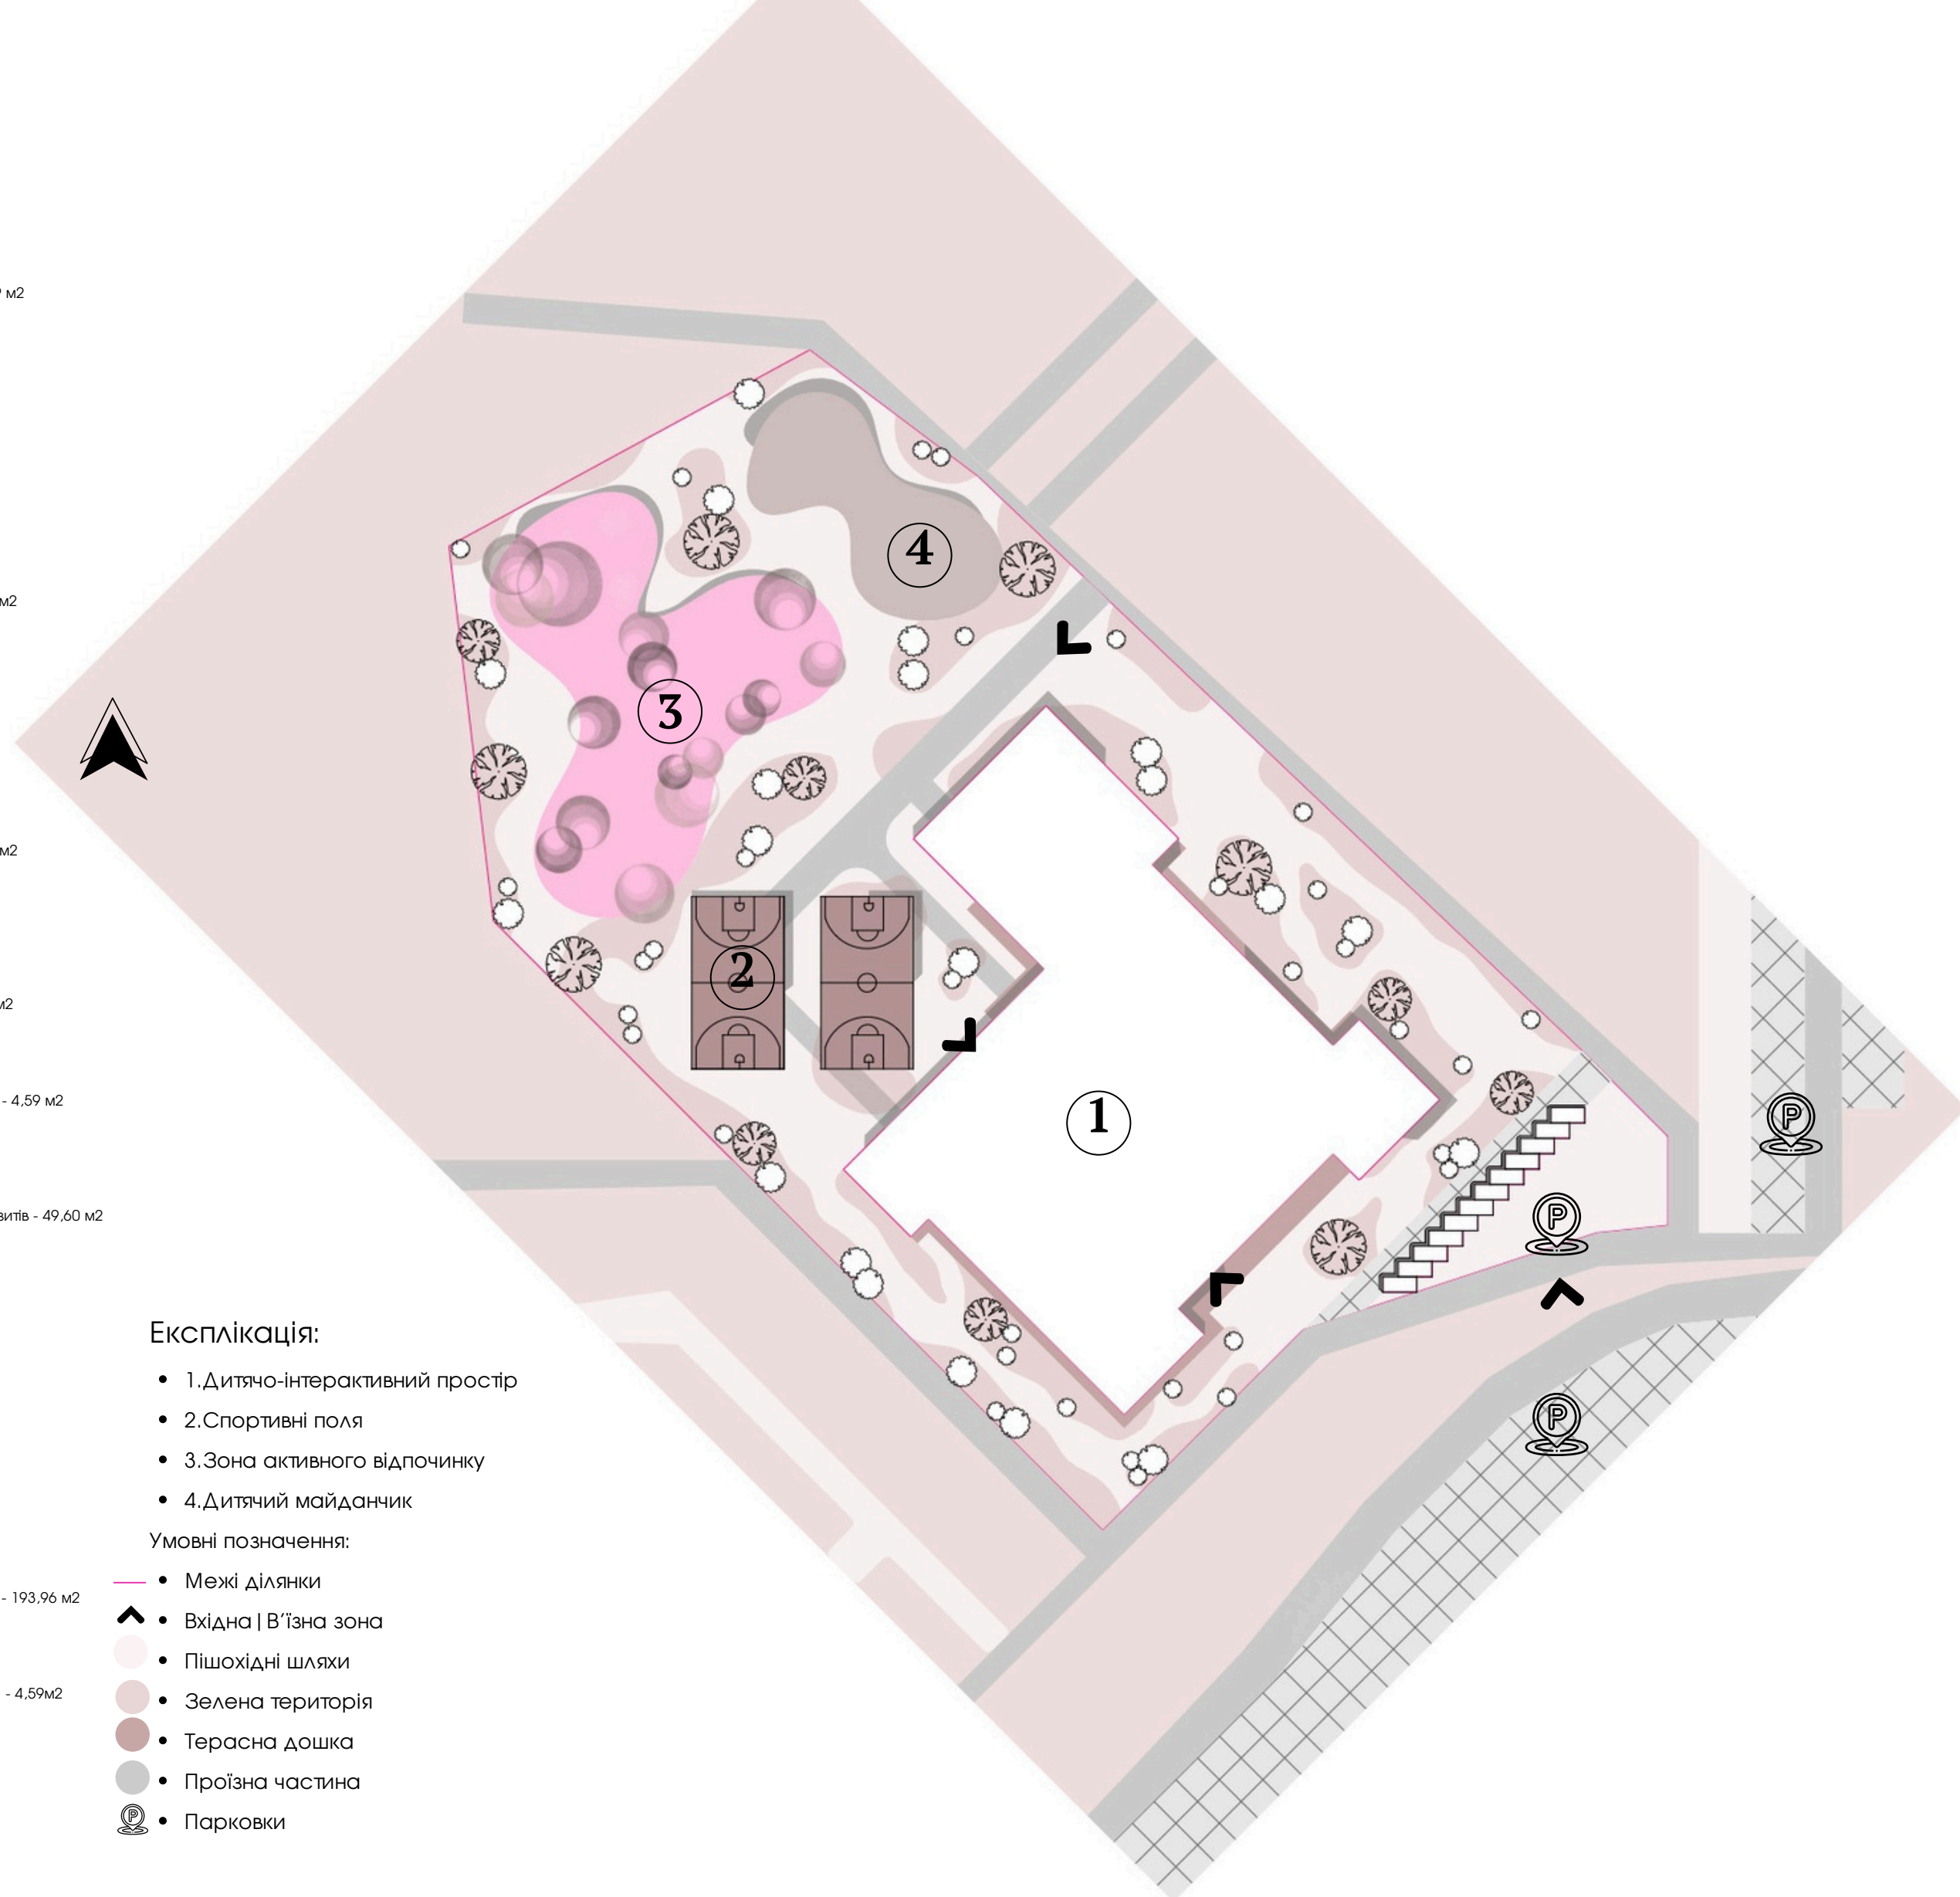 м2
м2
м2
м2
- 4,59 м2
- 49,60 м2
- 193,96 м2
- 4,59м2
4
3
2
1
P
P
P
Експлікація:
• 1.Дитячо-інтерактивний простір
• 2.Спортивні поля
• 3.Зона активного відпочинку
• 4.Дитячий майданчик
Умовні позначення:
• Межі ділянки
• Вхідна|В’їзна зона
• Пішохідні шляхи
• Зелена територія
• Терасна дошка
• Проїзна частина
P • Парковки